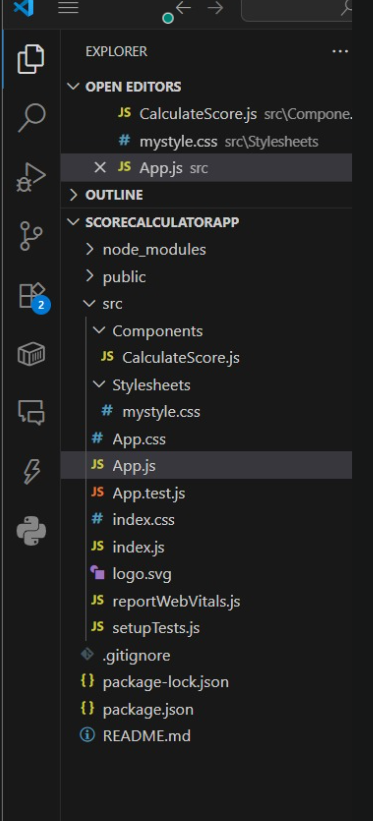 EXPLORER ...
OPEN EDITORS
JS CalculateScore.js src\Compone...
# mystyle.css src\Stylesheets
JS App.js src
OUTLINE
SCORECALCULATORAPP
node_modules
public
src
Components
JS CalculateScore.js
Stylesheets
# mystyle.css
# App.css
JS App.js
JS App.test.js
# index.css
JS index.js
2
logo.svg
JS reportWebVitals.js
JS setupTests.js
.gitignore
{} package-lock.json
{} package.json
README.md